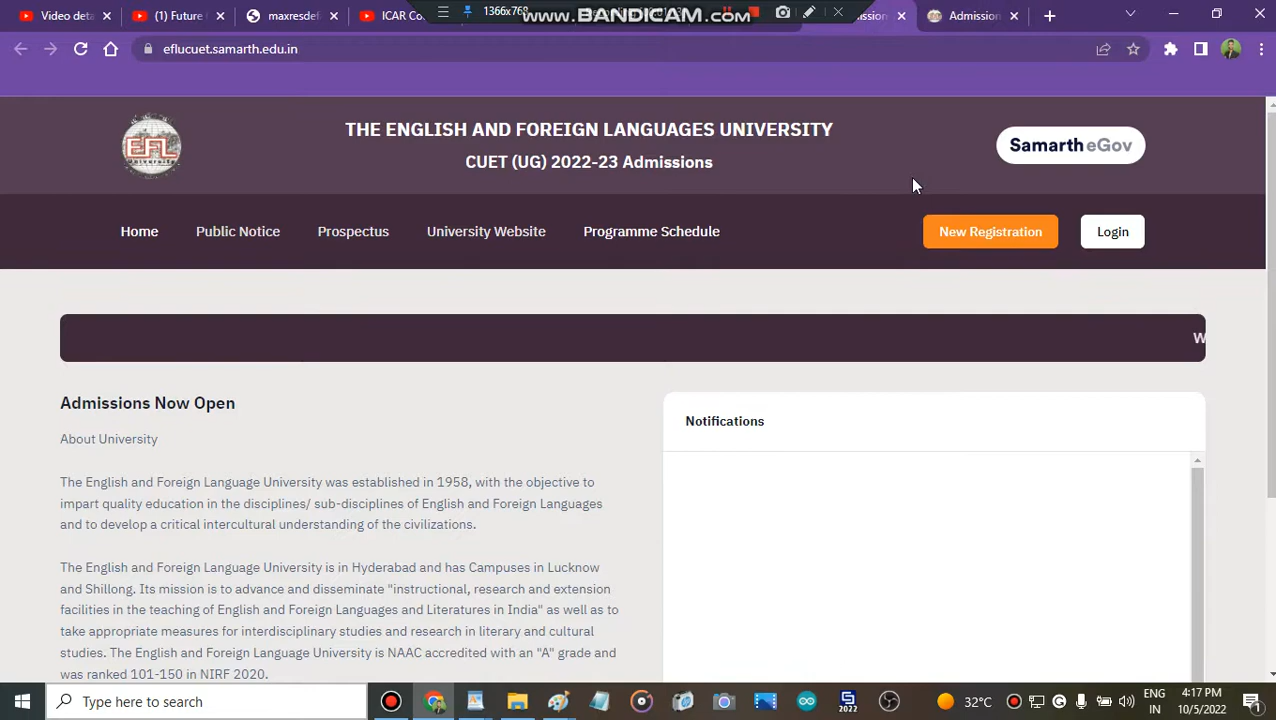 Video deta
(1) Future
maxresdef
ICAR Co
1366x768
www.BANDICAM.com
ission
Admission
eflucuet.samarth.edu.in
EFL
THE ENGLISH AND FOREIGN LANGUAGES UNIVERSITY
CUET (UG) 2022-23 Admissions
Samarth eGov
Home
Public Notice
Prospectus
University Website
Programme Schedule
New Registration
Login
W
Admissions Now Open
About University
The English and Foreign Language University was established in 1958, with the objective to
impart quality education in the disciplines/ sub-disciplines of English and Foreign Languages
and to develop a critical intercultural understanding of the civilizations.
The English and Foreign Language University is in Hyderabad and has Campuses in Lucknow
and Shillong. Its mission is to advance and disseminate "instructional, research and extension
facilities in the teaching of English and Foreign Languages and Literatures in India" as well as to
take appropriate measures for interdisciplinary studies and research in literary and cultural
studies. The English and Foreign Language University is NAAC accredited with an "A" grade and
was ranked 101-150 in NIRF 2020.
Notifications
Type here to search
2022
32°C
ENG
IN
4:17 PM
10/5/2022
1